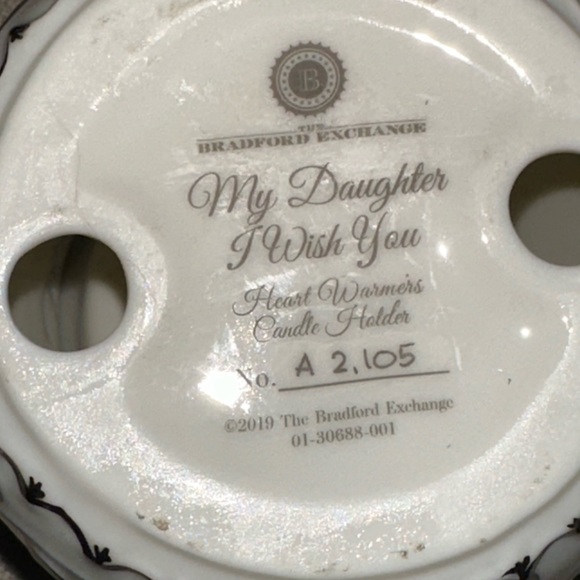 B
THE
BRADFORD EXCHANGE
My Daughter
I Wish You
Heart Warmers
Candle Holder
No. A 2,105
©2019 The Bradford Exchange
01-30688-001